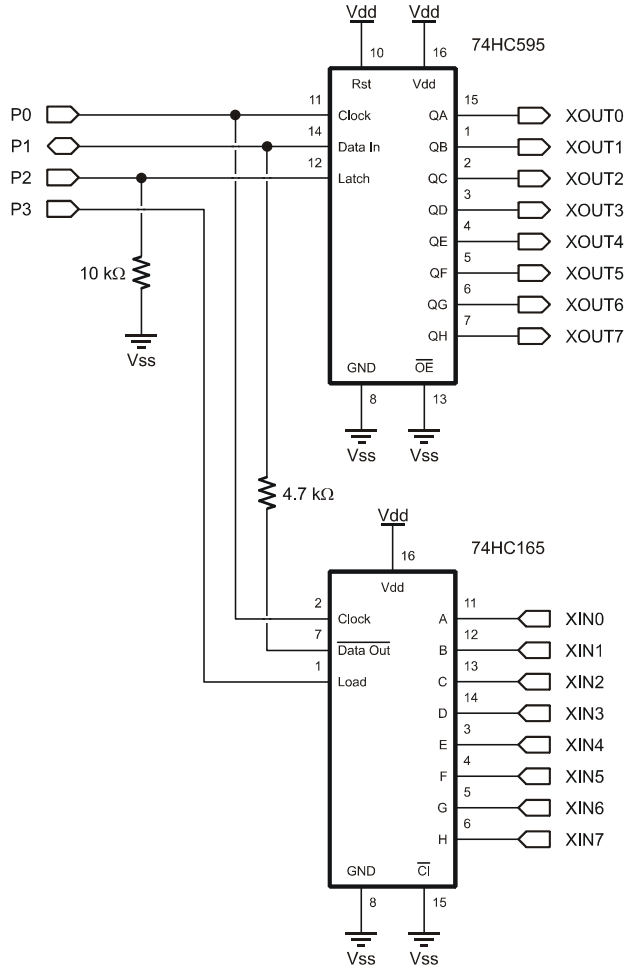 Vdd Vdd
74HC595
10 16
Rst Vdd
P0 11 Clock QA 15 XOUT0
P1 14 Data In QB 1 XOUT1
P2 12 Latch QC 2 XOUT2
P3 QD 3 XOUT3
QE 4 XOUT4
10 kΩ QF 5 XOUT5
QG 6 XOUT6
QH 7 XOUT7
Vss
GND OE
8 13
Vss Vss
4.7 kΩ
Vdd
74HC165
16
Vdd
2 Clock A 11 XIN0
7 Data Out B 12 XIN1
1 Load C 13 XIN2
D 14 XIN3
E 3 XIN4
F 4 XIN5
G 5 XIN6
H 6 XIN7
GND CI
8 15
Vss Vss